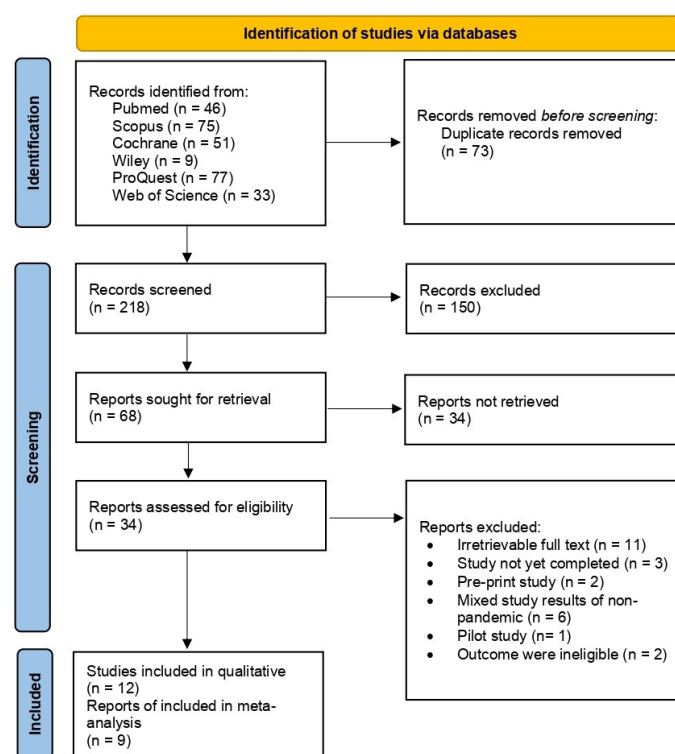 Identification of studies via databases
Identification
Records identified from:
Pubmed (n = 46)
Scopus (n = 75)
Cochrane (n = 51)
Wiley (n = 9)
ProQuest (n = 77)
Web of Science (n = 33)
Records removed before screening:
Duplicate records removed
(n = 73)
Screening
Records screened
(n = 218)
Records excluded
(n = 150)
Reports sought for retrieval
(n = 68)
Reports not retrieved
(n = 34)
Reports assessed for eligibility
(n = 34)
Reports excluded:
• Irretrievable full text (n = 11)
• Study not yet completed (n = 3)
• Pre-print study (n = 2)
• Mixed study results of non-
pandemic (n = 6)
• Pilot study (n= 1)
• Outcome were ineligible (n = 2)
Included
Studies included in qualitative
(n = 12)
Reports of included in meta-
analysis
(n = 9)